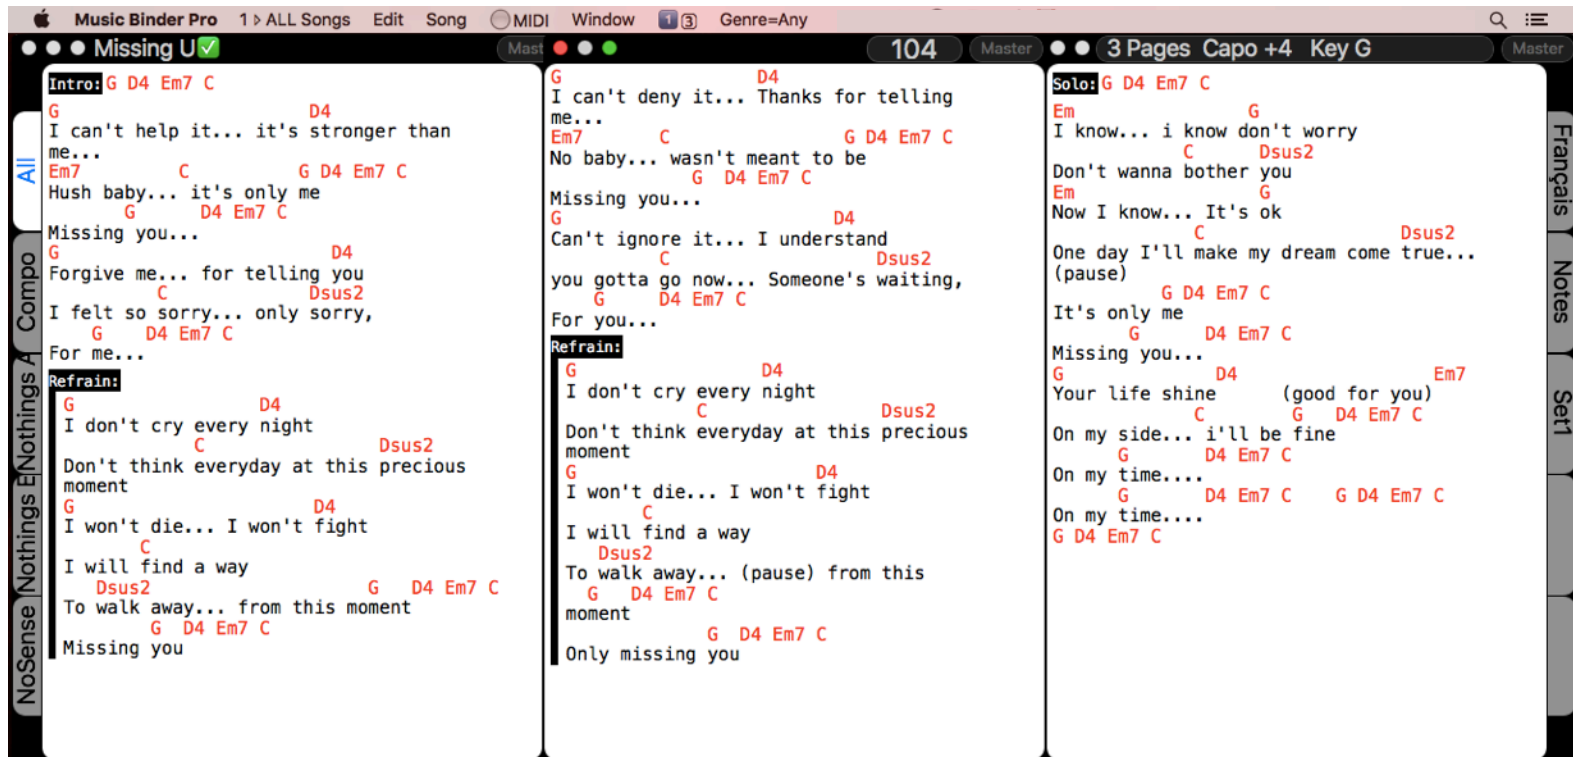 Music Binder Pro 1 ▹ ALL Songs Edit Song MIDI Window 1 3 Genre=Any
Missing U✅ Mast
104 Master
3 Pages Capo +4 Key G Master
All
Compo
Nothings A
Nothings E
NoSense
Intro: G D4 Em7 C
G D4
I can't help it... it's stronger than
me...
Em7 C G D4 Em7 C
Hush baby... it's only me
G D4 Em7 C
Missing you...
G D4
Forgive me... for telling you
C Dsus2
I felt so sorry... only sorry,
G D4 Em7 C
For me...
Refrain:
G D4
I don't cry every night
C Dsus2
Don't think everyday at this precious
moment
G D4
I won't die... I won't fight
C
I will find a way
Dsus2 G D4 Em7 C
To walk away... from this moment
G D4 Em7 C
Missing you
G D4
I can't deny it... Thanks for telling
me...
Em7 C G D4 Em7 C
No baby... wasn't meant to be
G D4 Em7 C
Missing you...
G D4
Can't ignore it... I understand
C Dsus2
you gotta go now... Someone's waiting,
G D4 Em7 C
For you...
Refrain:
G D4
I don't cry every night
C Dsus2
Don't think everyday at this precious
moment
G D4
I won't die... I won't fight
C
I will find a way
Dsus2
To walk away... (pause) from this
G D4 Em7 C
moment
G D4 Em7 C
Only missing you
Solo: G D4 Em7 C
Em G
I know... i know don't worry
C Dsus2
Don't wanna bother you
Em G
Now I know... It's ok
C Dsus2
One day I'll make my dream come true...
(pause)
G D4 Em7 C
It's only me
G D4 Em7 C
Missing you...
G D4 Em7
Your life shine (good for you)
C G D4 Em7 C
On my side... i'll be fine
G D4 Em7 C
On my time....
G D4 Em7 C G D4 Em7 C
On my time....
G D4 Em7 C
Français
Notes
Set1